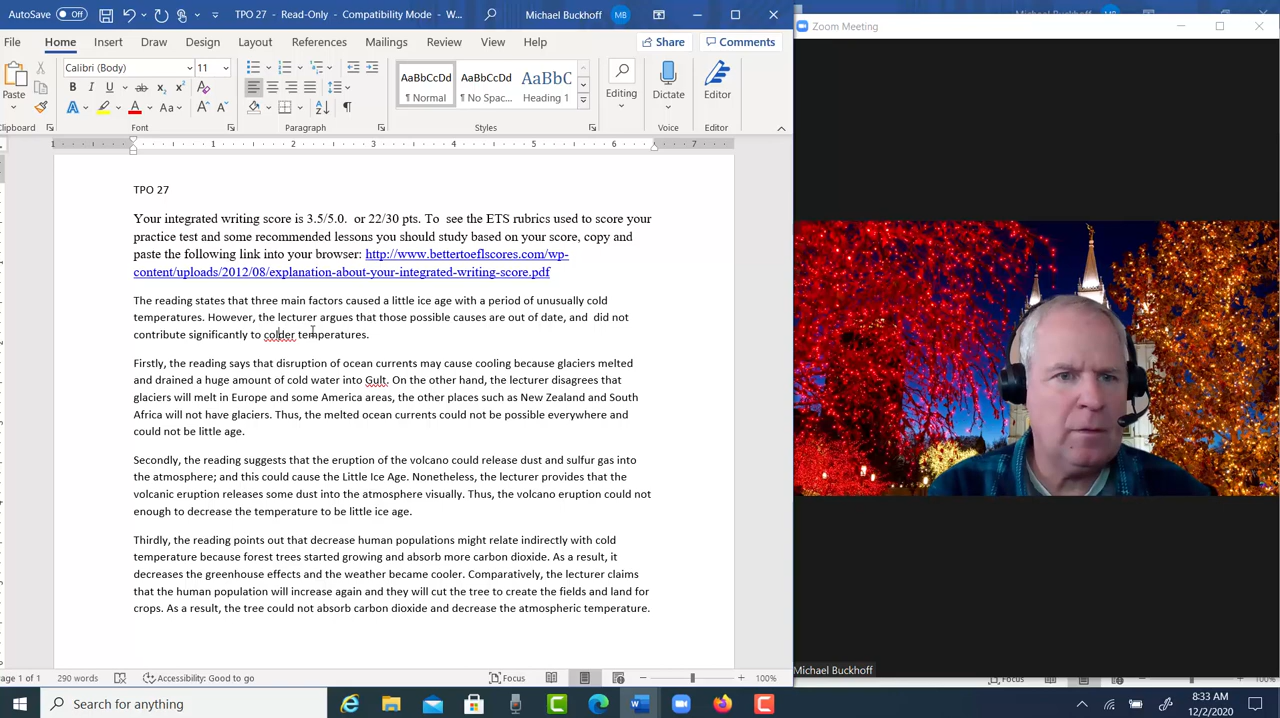 AutoSave Off TPO 27 - Compatibility Mode - W... Michael Buckhoff MB
Michael Buckhoff MB
Zoom Meeting
File Home Insert Draw Design Layout References Mailings Review View Help Share Comments
Calibri (Body) 11
AaBbCcDd AaBbCcDd AaBbC
Paste ¶ Normal ¶ No Spac... Heading 1 Editing Dictate Editor
Clipboard Font Paragraph Styles Voice Editor
1 1 2 3 4 5 6 7
TPO 27
Your integrated writing score is 3.5/5.0. or 22/30 pts. To see the ETS rubrics used to score your
practice test and some recommended lessons you should study based on your score, copy and
paste the following link into your browser: http://www.bettertoeflscores.com/wp-
content/uploads/2012/08/explanation-about-your-integrated-writing-score.pdf
The reading states that three main factors caused a little ice age with a period of unusually cold
temperatures. However, the lecturer argues that those possible causes are out of date, and did not
contribute significantly to colder temperatures.
Firstly, the reading says that disruption of ocean currents may cause cooling because glaciers melted
and drained a huge amount of cold water into Gult. On the other hand, the lecturer disagrees that
glaciers will melt in Europe and some America areas, the other places such as New Zealand and South
Africa will not have glaciers. Thus, the melted ocean currents could not be possible everywhere and
could not be little age.
Secondly, the reading suggests that the eruption of the volcano could release dust and sulfur gas into
the atmosphere; and this could cause the Little Ice Age. Nonetheless, the lecturer provides that the
volcanic eruption releases some dust into the atmosphere visually. Thus, the volcano eruption could not
enough to decrease the temperature to be little ice age.
Thirdly, the reading points out that decrease human populations might relate indirectly with cold
temperature because forest trees started growing and absorb more carbon dioxide. As a result, it
decreases the greenhouse effects and the weather became cooler. Comparatively, the lecturer claims
that the human population will increase again and they will cut the tree to create the fields and land for
crops. As a result, the tree could not absorb carbon dioxide and decrease the atmospheric temperature.
Michael Buckhoff
Page 1 of 1 290 words Accessibility: Good to go Focus 100%
Focus 100%
Type here to search
8:33 AM
12/2/2020